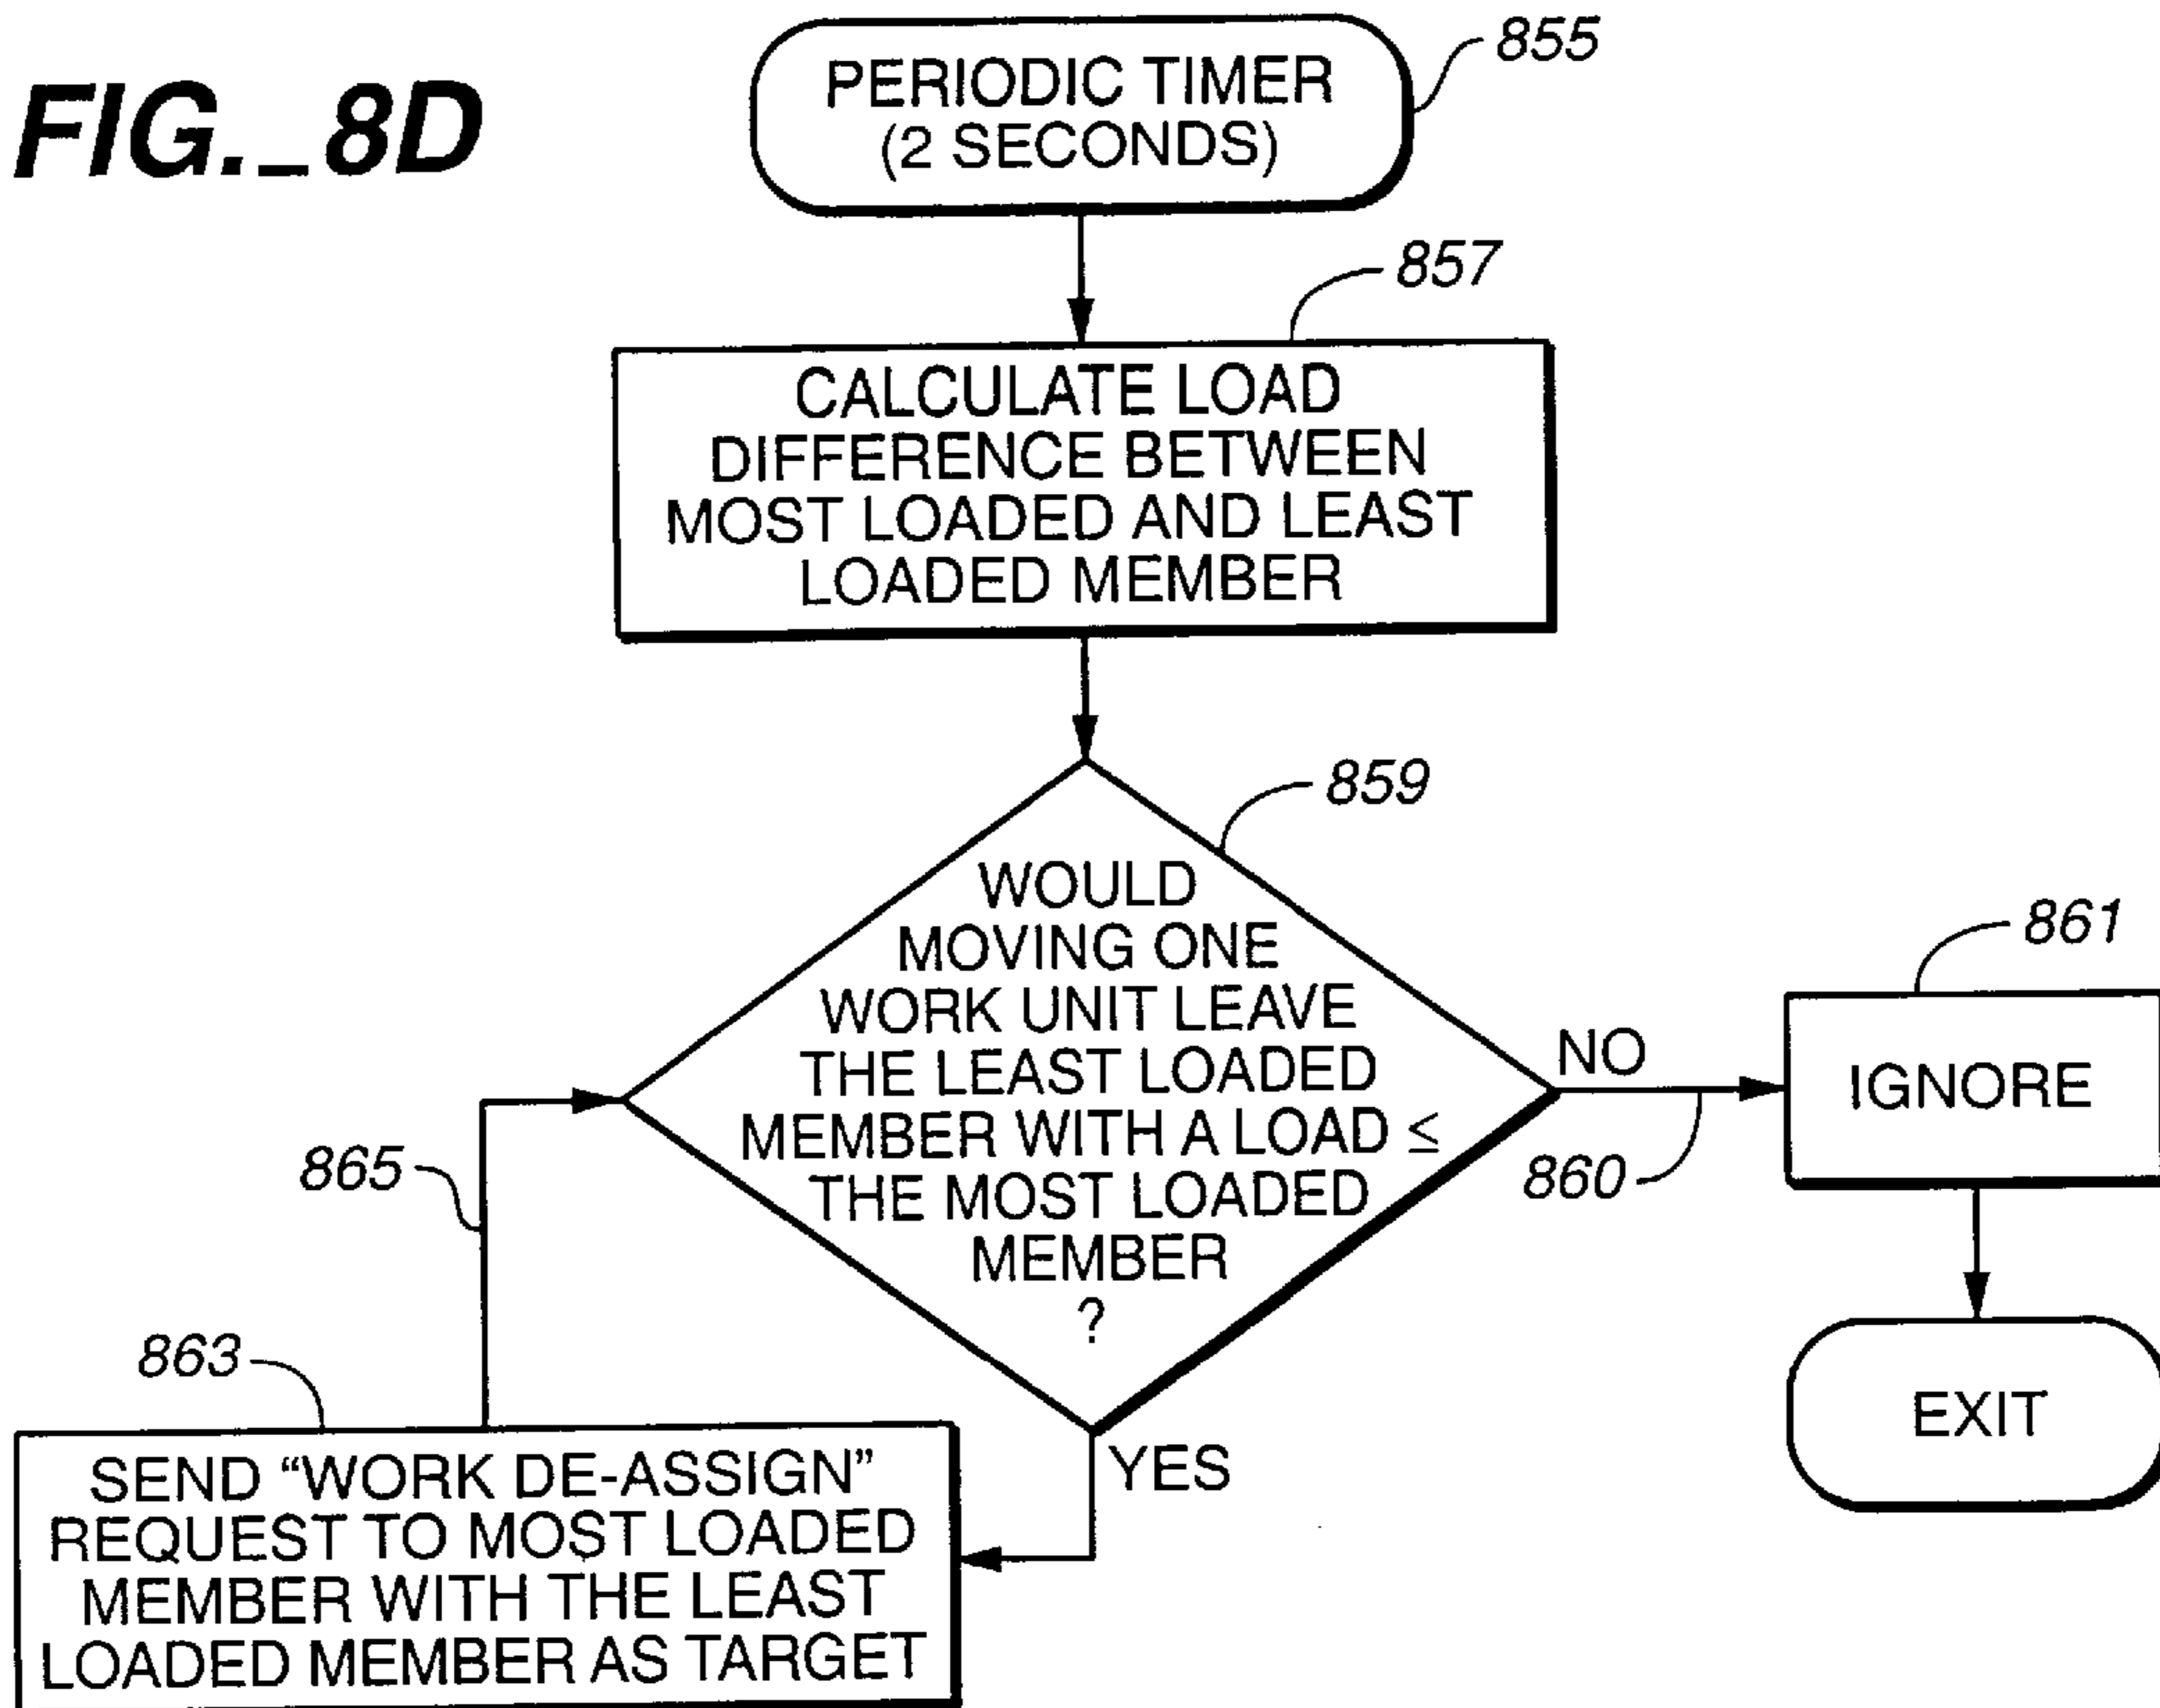 FIG._8D
PERIODIC TIMER
(2 SECONDS)
855
857
CALCULATE LOAD
DIFFERENCE BETWEEN
MOST LOADED AND LEAST
LOADED MEMBER
859
WOULD
MOVING ONE
WORK UNIT LEAVE
THE LEAST LOADED
MEMBER WITH A LOAD ≤
THE MOST LOADED
MEMBER
?
NO
860
861
IGNORE
EXIT
YES
863
SEND “WORK DE-ASSIGN”
REQUEST TO MOST LOADED
MEMBER WITH THE LEAST
LOADED MEMBER AS TARGET
865